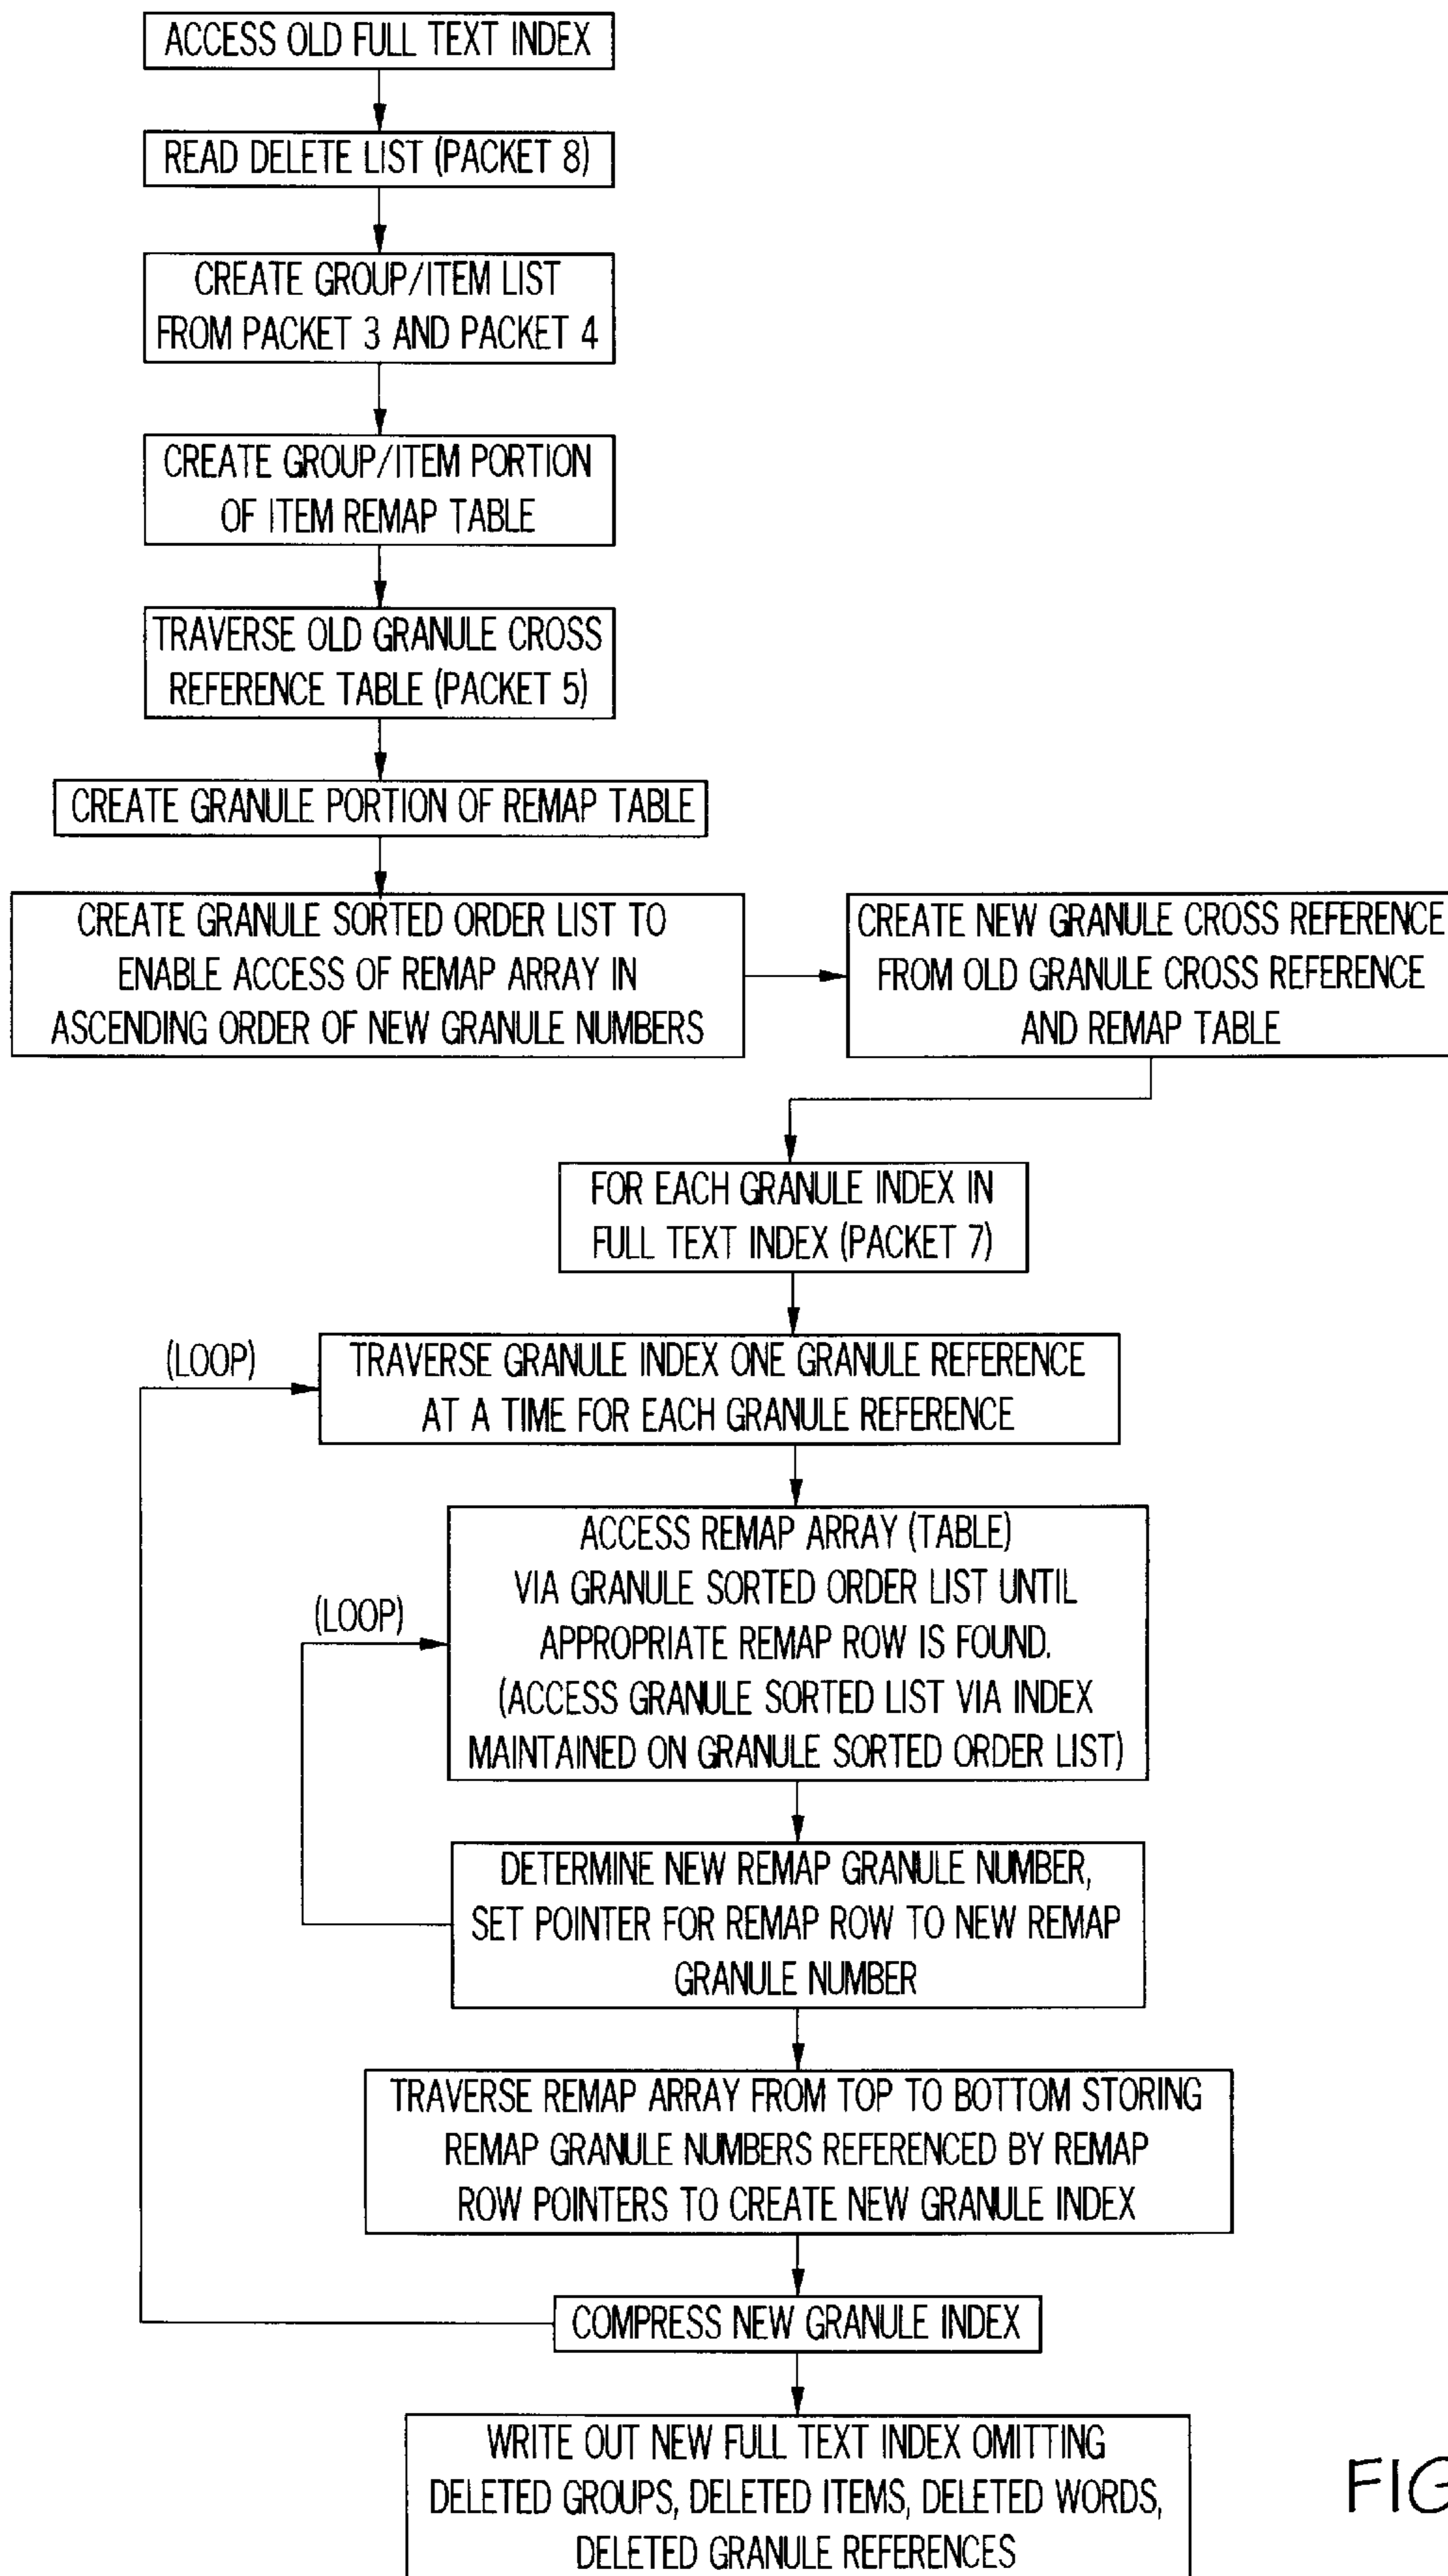 ACCESS OLD FULL TEXT INDEX
READ DELETE LIST (PACKET 8)
CREATE GROUP/ITEM LIST
FROM PACKET 3 AND PACKET 4
CREATE GROUP/ITEM PORTION
OF ITEM REMAP TABLE
TRAVERSE OLD GRANULE CROSS
REFERENCE TABLE (PACKET 5)
CREATE GRANULE PORTION OF REMAP TABLE
CREATE GRANULE SORTED ORDER LIST TO
ENABLE ACCESS OF REMAP ARRAY IN
ASCENDING ORDER OF NEW GRANULE NUMBERS
CREATE NEW GRANULE CROSS REFERENCE
FROM OLD GRANULE CROSS REFERENCE
AND REMAP TABLE
FOR EACH GRANULE INDEX IN
FULL TEXT INDEX (PACKET 7)
(LOOP)
TRAVERSE GRANULE INDEX ONE GRANULE REFERENCE
AT A TIME FOR EACH GRANULE REFERENCE
ACCESS REMAP ARRAY (TABLE)
VIA GRANULE SORTED ORDER LIST UNTIL
APPROPRIATE REMAP ROW IS FOUND.
(ACCESS GRANULE SORTED LIST VIA INDEX
MAINTAINED ON GRANULE SORTED ORDER LIST)
(LOOP)
DETERMINE NEW REMAP GRANULE NUMBER,
SET POINTER FOR REMAP ROW TO NEW REMAP
GRANULE NUMBER
TRAVERSE REMAP ARRAY FROM TOP TO BOTTOM STORING
REMAP GRANULE NUMBERS REFERENCED BY REMAP
ROW POINTERS TO CREATE NEW GRANULE INDEX
COMPRESS NEW GRANULE INDEX
WRITE OUT NEW FULL TEXT INDEX OMITTING
DELETED GROUPS, DELETED ITEMS, DELETED WORDS,
DELETED GRANULE REFERENCES